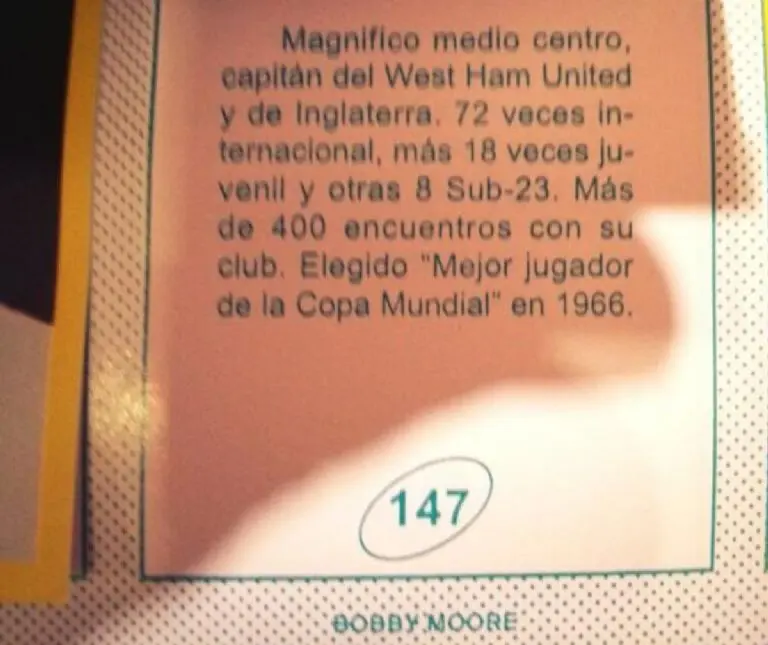 Magnifico medio centro,
capitán del West Ham United
y de Inglaterra. 72 veces in-
ternacional, más 18 veces ju-
venil y otras 8 Sub-23. Más
de 400 encuentros con su
club. Elegido "Mejor jugador
de la Copa Mundial" en 1966.
147
BOBBY MOORE